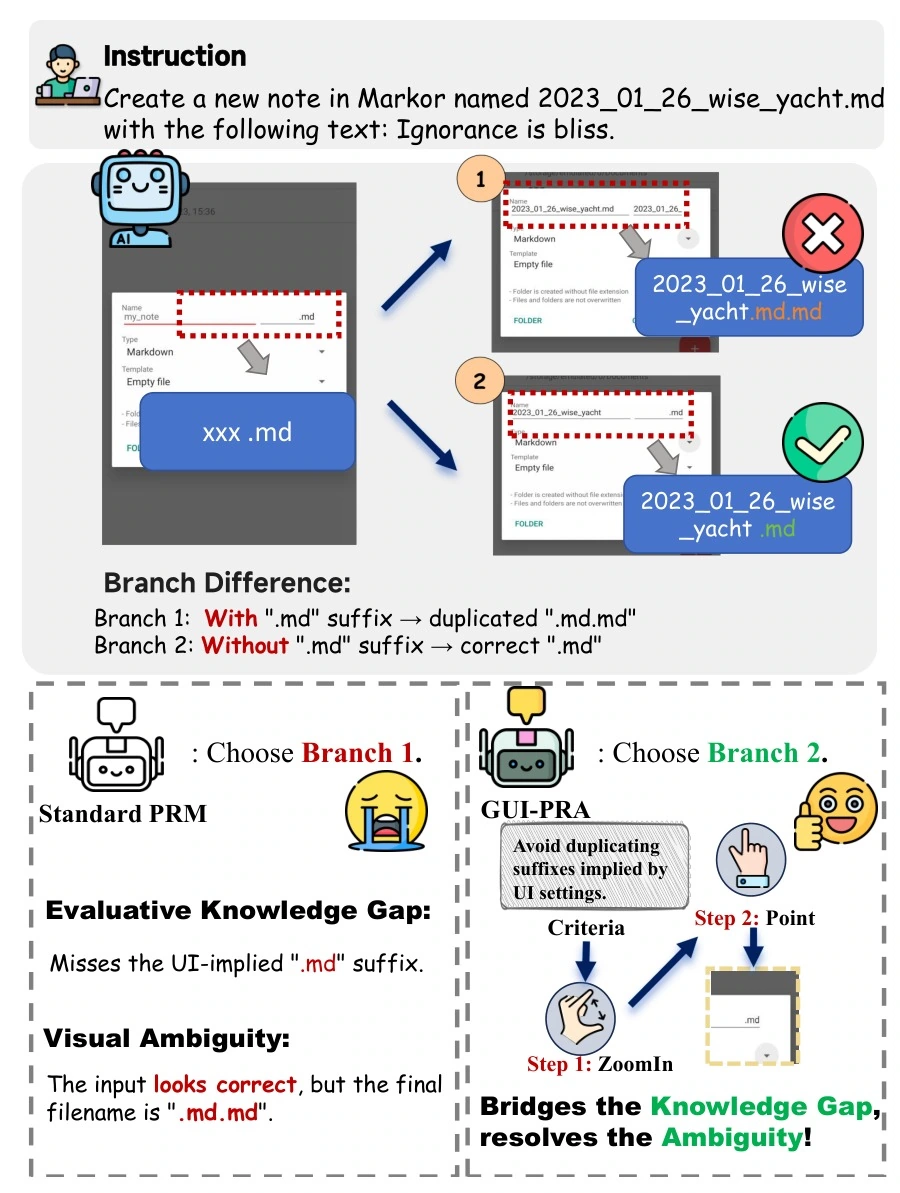 Instruction
Create a new note in Markor named 2023_01_26_wise_yacht.md
with the following text: Ignorance is bliss.
AI
15:36
Name
my_note
.md
Type
Markdown
Template
Empty file
xxx .md
1
Name
2023_01_26_wise_yacht.md 2023_01_26_
Markdown
Template
Empty file
- Folder is created without file extension
- Files and folders are not overwritten
FOLDER
2023_01_26_wise
_yacht.md.md
2
Name
2023_01_26_wise_yacht .md
Markdown
Template
Empty file
- Folder is created without file extensi
- Files and folders are not overwritten
FOLDER
2023_01_26_wise
_yacht .md
Branch Difference:
Branch 1: With ".md" suffix → duplicated ".md.md"
Branch 2: Without ".md" suffix → correct ".md"
: Choose Branch 1.
Standard PRM
Evaluative Knowledge Gap:
Misses the UI-implied ".md" suffix.
Visual Ambiguity:
The input looks correct, but the final
filename is ".md.md".
: Choose Branch 2.
GUI-PRA
Avoid duplicating
suffixes implied by
UI settings.
Criteria
Step 1: ZoomIn
Step 2: Point
.md
Bridges the Knowledge Gap,
resolves the Ambiguity!